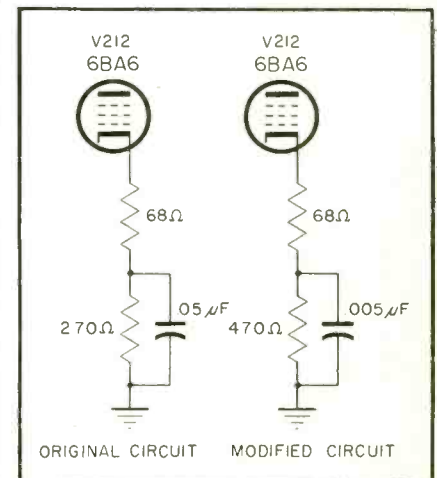 V212
6BA6
68Ω
270Ω
.05µF
ORIGINAL CIRCUIT
V212
6BA6
68Ω
470Ω
.005µF
MODIFIED CIRCUIT